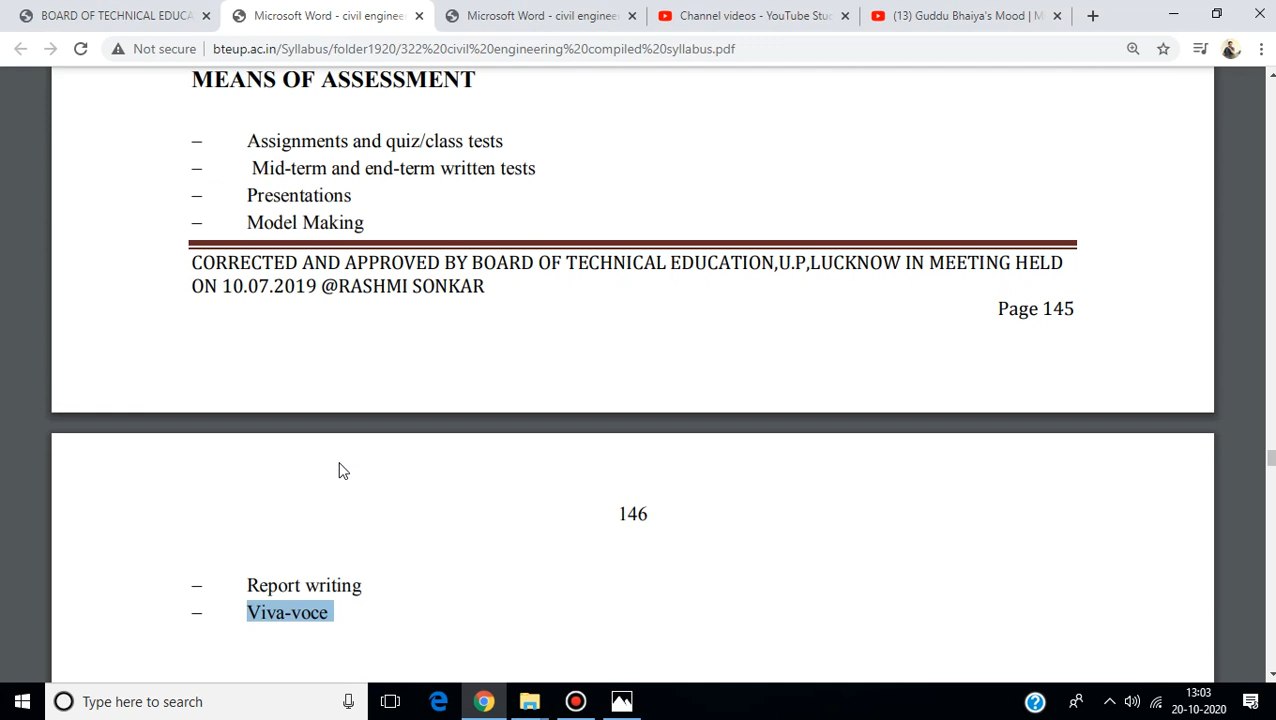 BOARD OF TECHNICAL EDUCA
Microsoft Word - civil enginee
Microsoft Word - civil enginee
Channel videos - YouTube Stu
(13) Guddu Bhaiya's Mood | M
Not secure
bteup.ac.in/Syllabus/folder1920/322%20civil%20engineering%20compiled%20syllabus.pdf
MEANS OF ASSESSMENT
– Assignments and quiz/class tests
– Mid-term and end-term written tests
– Presentations
– Model Making
CORRECTED AND APPROVED BY BOARD OF TECHNICAL EDUCATION,U.P,LUCKNOW IN MEETING HELD
ON 10.07.2019 @RASHMI SONKAR
Page 145
146
– Report writing
– Viva-voce
Type here to search
13:03
20-10-2020